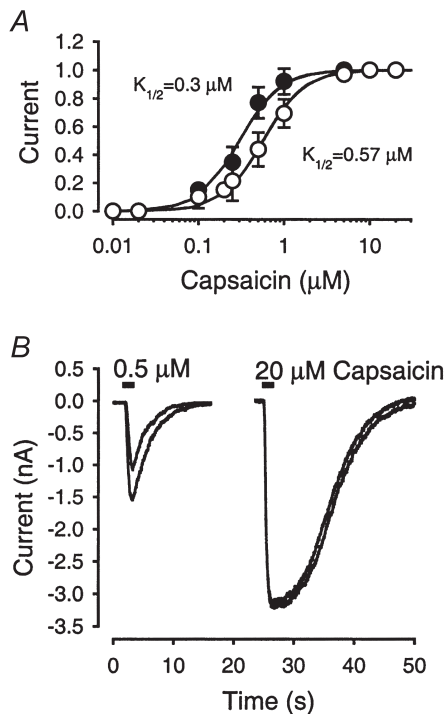 A
1.2
1.0
0.8
0.6
0.4
0.2
0.0
Current
K1/2=0.3 μM
K1/2=0.57 μM
0.01 0.1 1 10
Capsaicin (μM)
B
0.5 μM 20 μM Capsaicin
0.5
0.0
-0.5
-1.0
-1.5
-2.0
-2.5
-3.0
-3.5
Current (nA)
0 10 20 30 40 50
Time (s)